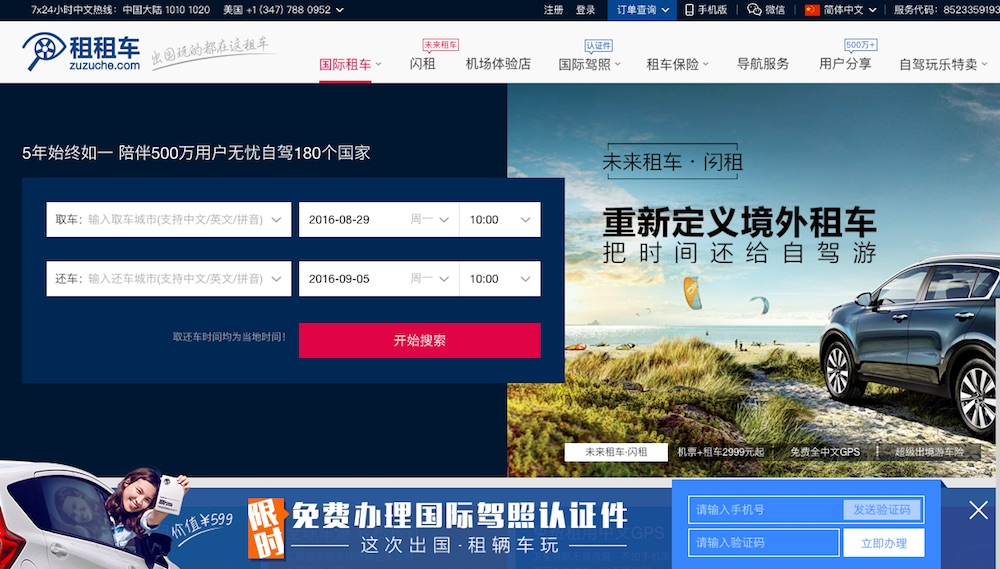 7x24小时中文热线：中国大陆 1010 1020 美国 +1 (347) 788 0952
注册 登录 订单查询 手机版 微信 简体中文 服务代码：8523359193
租租车
zuzuche.com
出国玩的都在这租车
未来租车 认证件 500万+
国际租车 闪租 机场体验店 国际驾照 租车保险 导航服务 用户分享 自驾玩乐特卖
5年始终如一 陪伴500万用户无忧自驾180个国家
取车：输入取车城市(支持中文/英文/拼音) 2016-08-29 周一 10:00
还车：输入还车城市(支持中文/英文/拼音) 2016-09-05 周一 10:00
取还车时间均为当地时间！ 开始搜索
未来租车·闪租
重新定义境外租车
把时间还给自驾游
未来租车·闪租 机票+租车2999元起 免费全中文GPS 超级出境游车险
价值¥599
限时
免费办理国际驾照认证件
这次出国·租辆车玩
输入手机号 发送验证码
输入验证码 立即办理